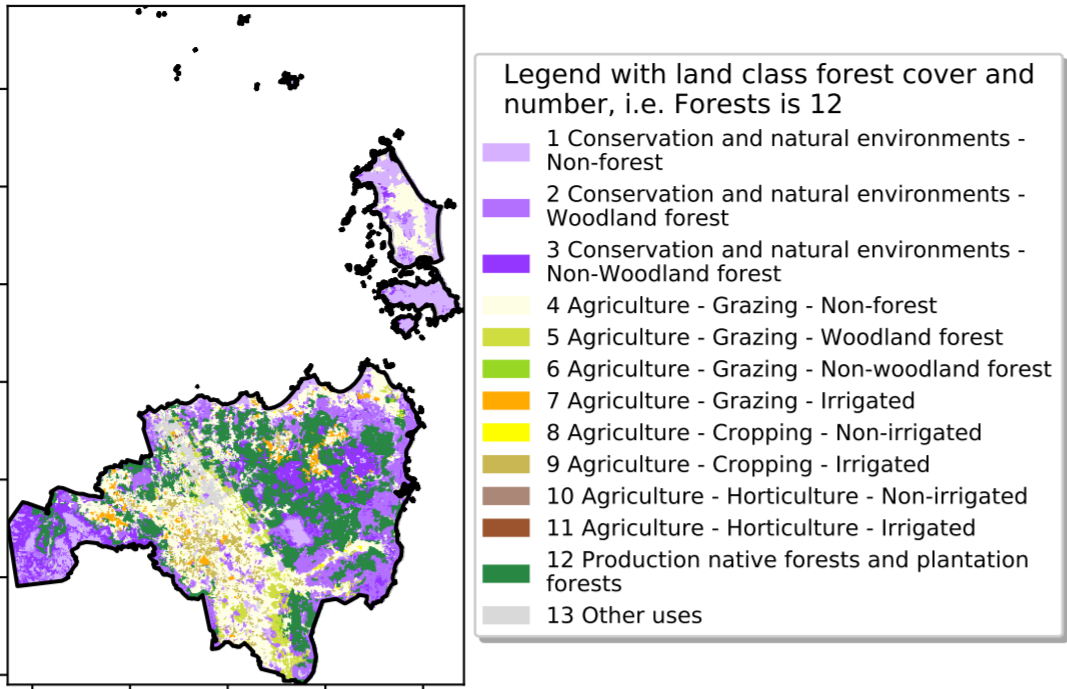 Legend with land class forest cover and
number, i.e. Forests is 12
1 Conservation and natural environments -
Non-forest
2 Conservation and natural environments -
Woodland forest
3 Conservation and natural environments -
Non-Woodland forest
4 Agriculture - Grazing - Non-forest
5 Agriculture - Grazing - Woodland forest
6 Agriculture - Grazing - Non-woodland forest
7 Agriculture - Grazing - Irrigated
8 Agriculture - Cropping - Non-irrigated
9 Agriculture - Cropping - Irrigated
10 Agriculture - Horticulture - Non-irrigated
11 Agriculture - Horticulture - Irrigated
12 Production native forests and plantation
forests
13 Other uses